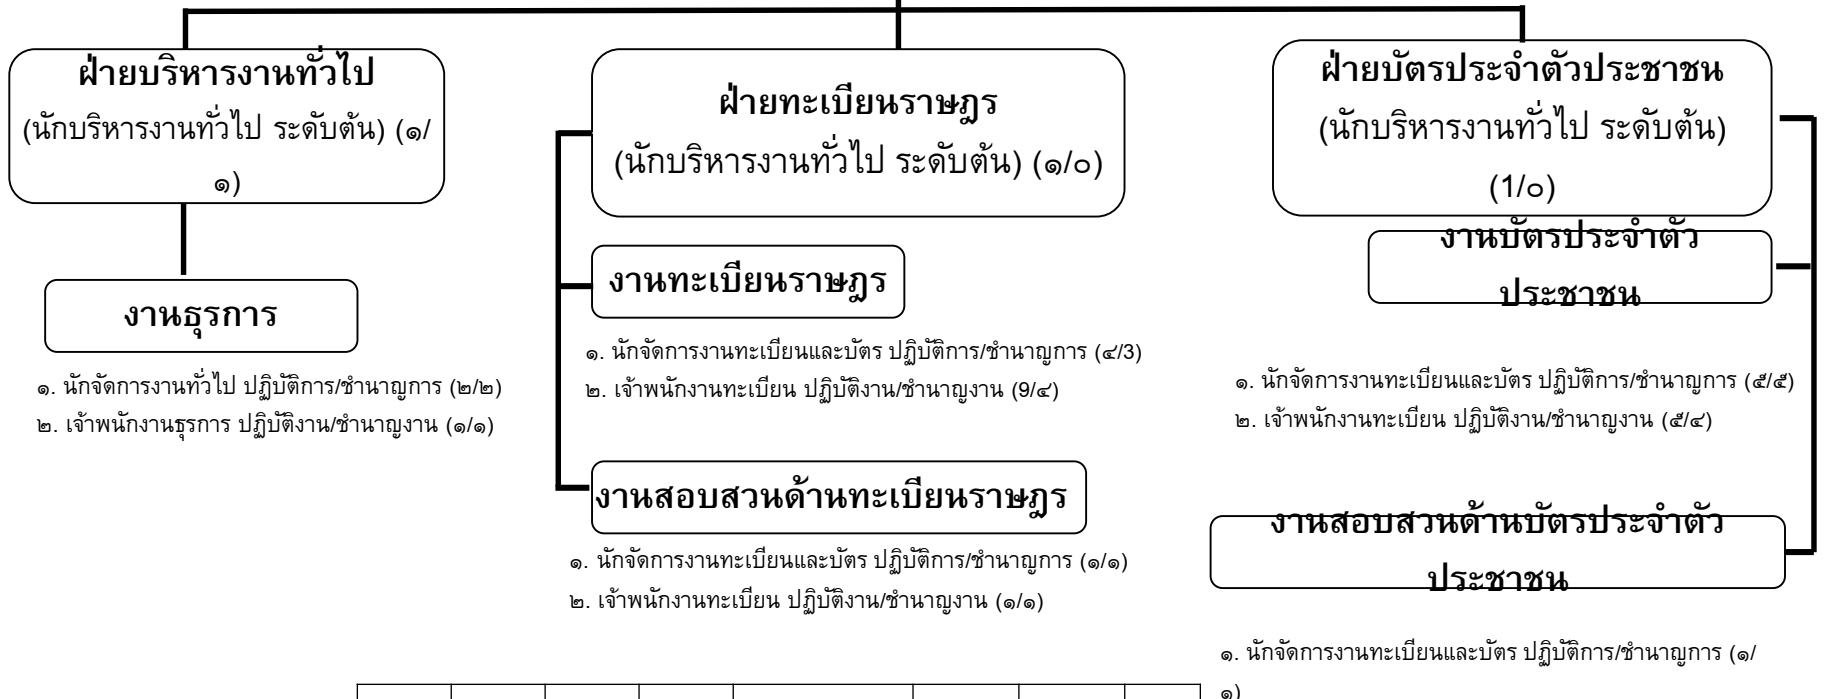 ฝ่ายบริหารงานทั่วไป
(นักบริหารงานทั่วไป ระดับต้น) (๑/
๑)
งานธุรการ
๑. นักจัดการงานทั่วไป ปฏิบัติการ/ชำนาญการ (๒/๒)
๒. เจ้าพนักงานธุรการ ปฏิบัติงาน/ชำนาญงาน (๑/๑)
ฝ่ายทะเบียนราษฎร
(นักบริหารงานทั่วไป ระดับต้น) (๑/๐)
งานทะเบียนราษฎร
๑. นักจัดการงานทะเบียนและบัตร ปฏิบัติการ/ชำนาญการ (๔/3)
๒. เจ้าพนักงานทะเบียน ปฏิบัติงาน/ชำนาญงาน (9/๔)
งานสอบสวนด้านทะเบียนราษฎร
๑. นักจัดการงานทะเบียนและบัตร ปฏิบัติการ/ชำนาญการ (๑/๑)
๒. เจ้าพนักงานทะเบียน ปฏิบัติงาน/ชำนาญงาน (๑/๑)
ฝ่ายบัตรประจำตัวประชาชน
(นักบริหารงานทั่วไป ระดับต้น)
(1/๐)
งานบัตรประจำตัว
ประชาชน
๑. นักจัดการงานทะเบียนและบัตร ปฏิบัติการ/ชำนาญการ (๕/๕)
๒. เจ้าพนักงานทะเบียน ปฏิบัติงาน/ชำนาญงาน (๕/๔)
งานสอบสวนด้านบัตรประจำตัว
ประชาชน
๑. นักจัดการงานทะเบียนและบัตร ปฏิบัติการ/ชำนาญการ (๑/
๑)